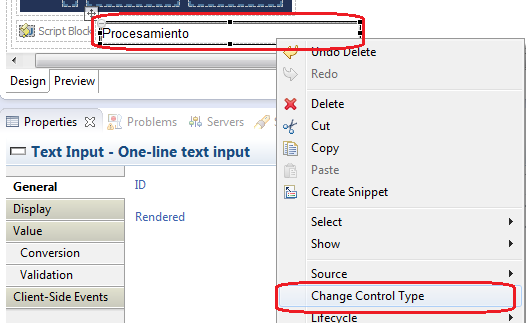 Script Block
Procesamiento
Design
Preview
Properties
Problems
Servers
Text Input - One-line text input
General
Display
Value
Conversion
Validation
Client-Side Events
ID
Rendered
Undo Delete
Redo
Delete
Cut
Copy
Paste
Create Snippet
Select
Show
Source
Change Control Type
Lifecycle